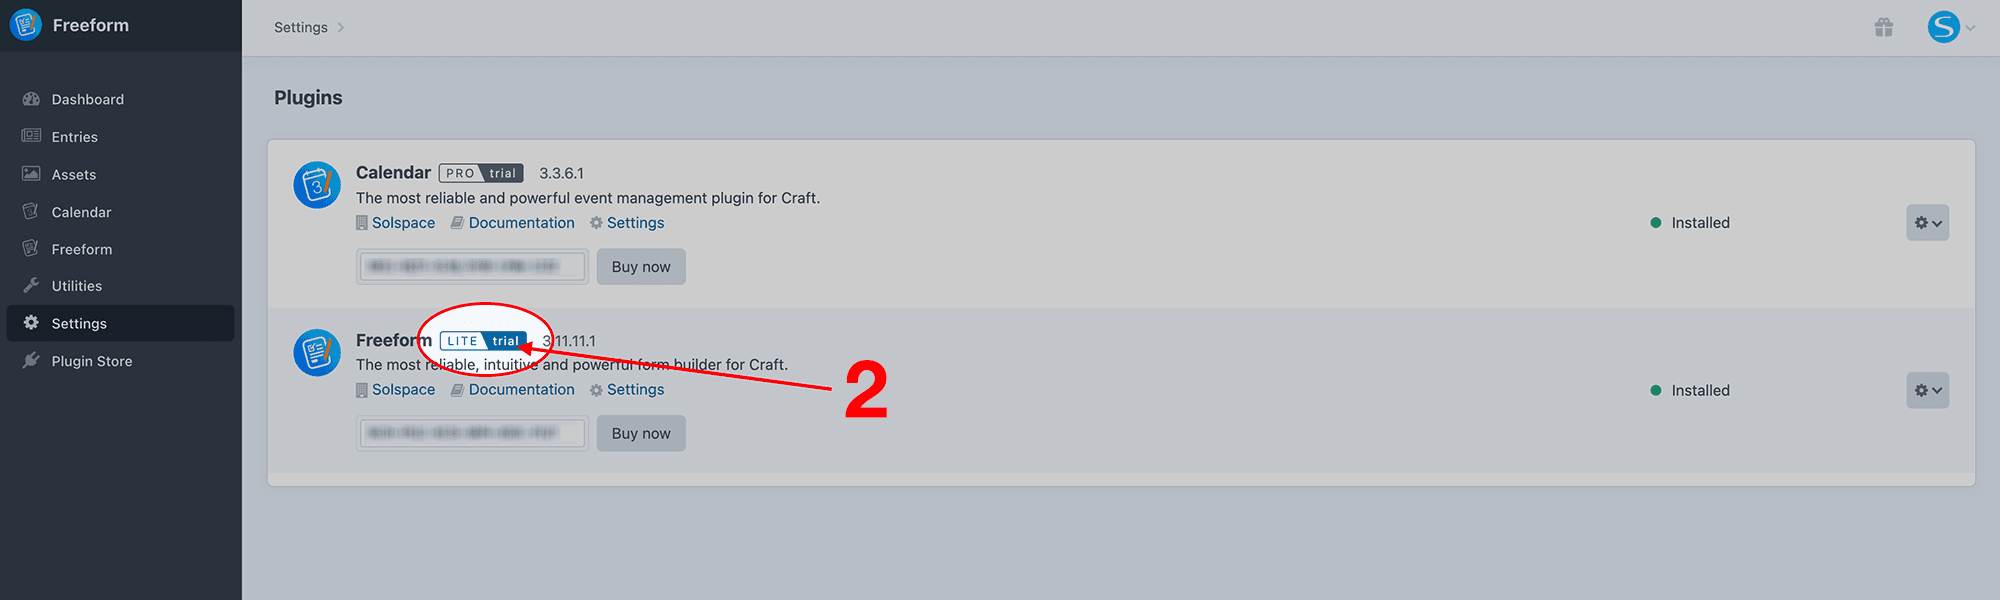 Freeform
Settings
Dashboard
Entries
Assets
Calendar
Freeform
Utilities
Settings
Plugin Store
Plugins
Calendar PRO trial 3.3.6.1
The most reliable and powerful event management plugin for Craft.
Solspace Documentation Settings
Buy now
Installed
Freeform LITE trial 3.11.11.1
The most reliable, intuitive and powerful form builder for Craft.
Solspace Documentation Settings
Buy now
Installed
2
S
3